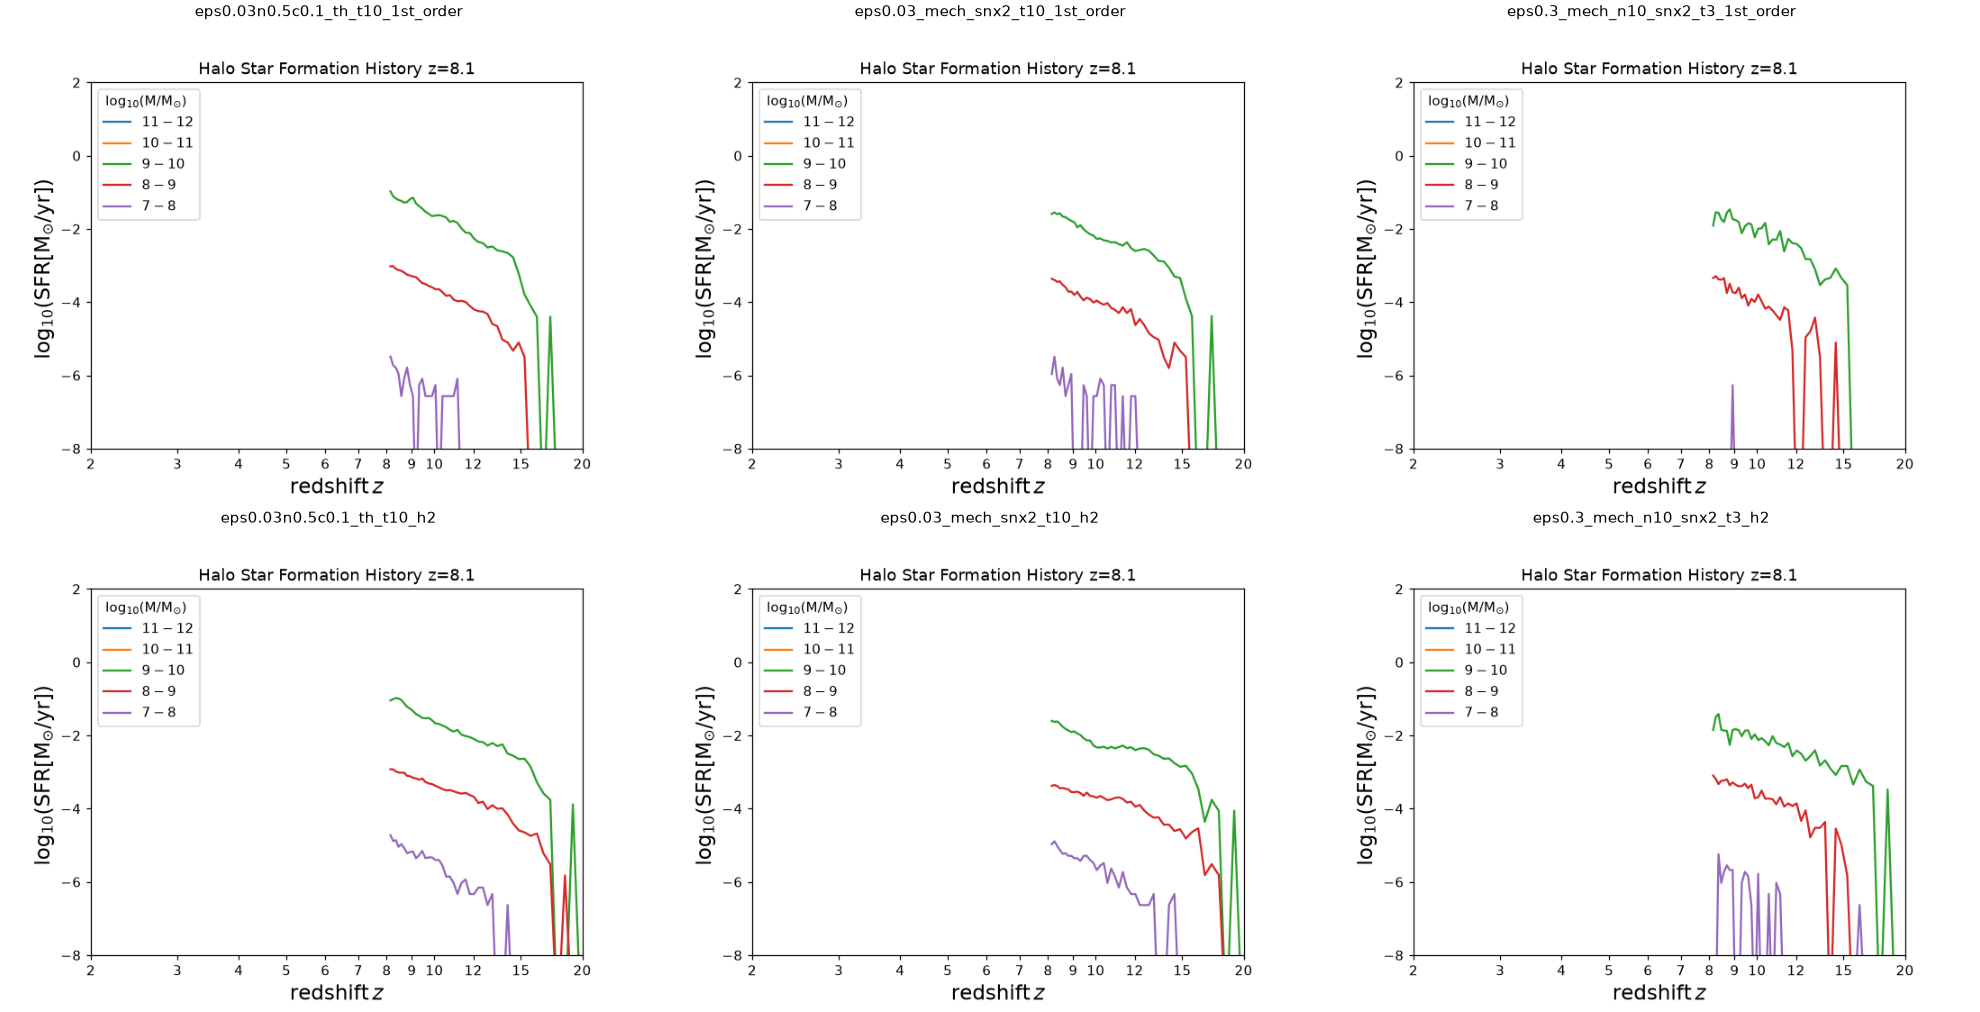 eps0.03n0.5c0.1_th_t10_1st_order
eps0.03_mech_snx2_t10_1st_order
eps0.3_mech_n10_snx2_t3_1st_order
Halo Star Formation History z=8.1
log₁₀(M/M⊙)
11 − 12
10 − 11
9 − 10
8 − 9
7 − 8
2
0
−2
−4
−6
−8
log₁₀(SFR[M⊙/yr])
2 3 4 5 6 7 8 9 10 12 15 20
redshift z
Halo Star Formation History z=8.1
log₁₀(M/M⊙)
11 − 12
10 − 11
9 − 10
8 − 9
7 − 8
2
0
−2
−4
−6
−8
log₁₀(SFR[M⊙/yr])
2 3 4 5 6 7 8 9 10 12 15 20
redshift z
Halo Star Formation History z=8.1
log₁₀(M/M⊙)
11 − 12
10 − 11
9 − 10
8 − 9
7 − 8
2
0
−2
−4
−6
−8
log₁₀(SFR[M⊙/yr])
2 3 4 5 6 7 8 9 10 12 15 20
redshift z
eps0.03n0.5c0.1_th_t10_h2
eps0.03_mech_snx2_t10_h2
eps0.3_mech_n10_snx2_t3_h2
Halo Star Formation History z=8.1
log₁₀(M/M⊙)
11 − 12
10 − 11
9 − 10
8 − 9
7 − 8
2
0
−2
−4
−6
−8
log₁₀(SFR[M⊙/yr])
2 3 4 5 6 7 8 9 10 12 15 20
redshift z
Halo Star Formation History z=8.1
log₁₀(M/M⊙)
11 − 12
10 − 11
9 − 10
8 − 9
7 − 8
2
0
−2
−4
−6
−8
log₁₀(SFR[M⊙/yr])
2 3 4 5 6 7 8 9 10 12 15 20
redshift z
Halo Star Formation History z=8.1
log₁₀(M/M⊙)
11 − 12
10 − 11
9 − 10
8 − 9
7 − 8
2
0
−2
−4
−6
−8
log₁₀(SFR[M⊙/yr])
2 3 4 5 6 7 8 9 10 12 15 20
redshift z